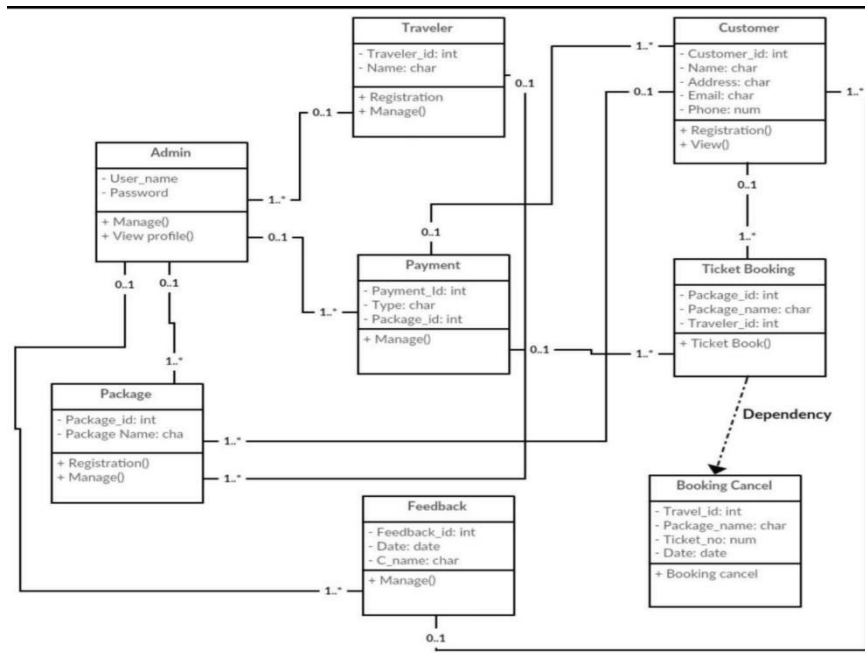 Traveler
- Traveler_id: int
- Name: char
+ Registration
+ Manage()
Customer
- Customer_id: int
- Name: char
- Address: char
- Email: char
- Phone: num
+ Registration()
+ View()
1..*
0..1
1..*
0..1
0..1
Admin
- User_name
- Password
+ Manage()
+ View profile()
1..*
0..1
0..1
0..1
0..1
1..*
Payment
- Payment_Id: int
- Type: char
- Package_id: int
+ Manage()
0..1
1..*
0..1
1..*
Ticket Booking
- Package_id: int
- Package_name: char
- Traveler_id: int
+ Ticket Book()
1..*
Package
- Package_id: int
- Package Name: cha
+ Registration()
+ Manage()
1..*
1..*
Dependency
Booking Cancel
- Travel_id: int
- Package_name: char
- Ticket_no: num
- Date: date
+ Booking cancel
Feedback
- Feedback_id: int
- Date: date
- C_name: char
+ Manage()
1..*
0..1